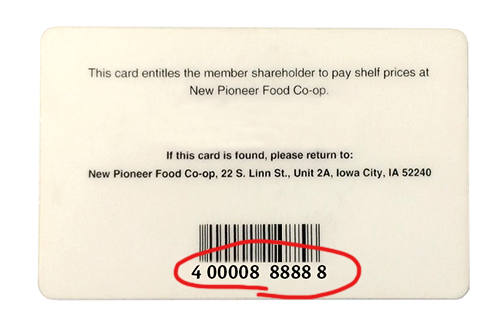 This card entitles the member shareholder to pay shelf prices at
New Pioneer Food Co-op.
If this card is found, please return to:
New Pioneer Food Co-op, 22 S. Linn St., Unit 2A, Iowa City, IA 52240
4 00008 8888 8